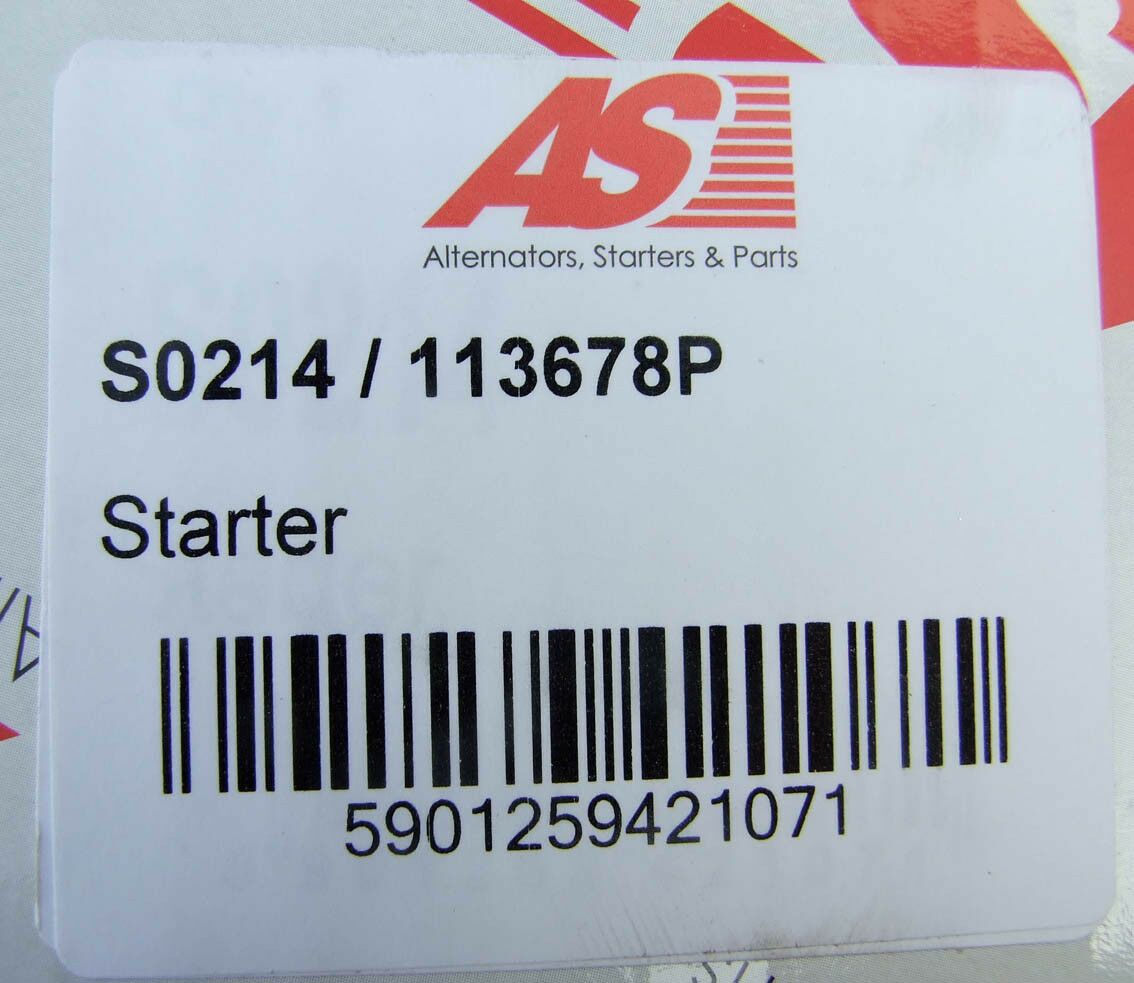 AS
Alternators, Starters & Parts
S0214 / 113678P
Starter
5901259421071